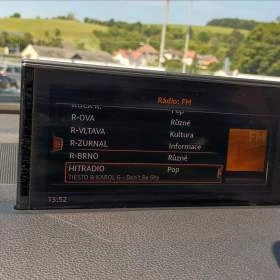 Rádio: FM
Pop
R-OVA Různé
R-VLTAVA Kultura
R-ZURNAL Informace
R-BRNO Různé
HITRADIO Pop
TIESTO & KAROL G - Don't Be Shy
13:52